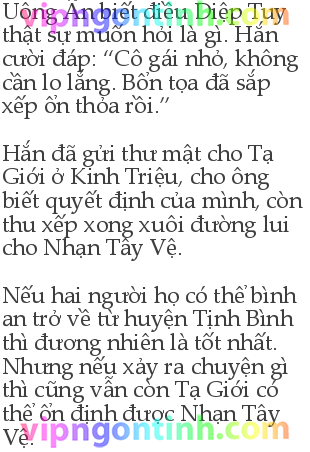 Uông Ấn biết điều Diệp Tuy
thật sự muốn hỏi là gì. Hắn
cười đáp: “Cô gái nhỏ, không
cần lo lắng. Bổn tọa đã sắp
xếp ổn thỏa rồi.”
Hắn đã gửi thư mật cho Tạ
Giới ở Kinh Triệu, cho ông
biết quyết định của mình, còn
thu xếp xong xuôi đường lui
cho Nhạn Tây Vệ.
Nếu hai người họ có thể bình
an trở về từ huyện Tịnh Bình
thì đương nhiên là tốt nhất.
Nhưng nếu xảy ra chuyện gì
thì cũng vẫn còn Tạ Giới có
thể ổn định được Nhạn Tây
Vệ.
vipngontinh.com
vipngontinh.com